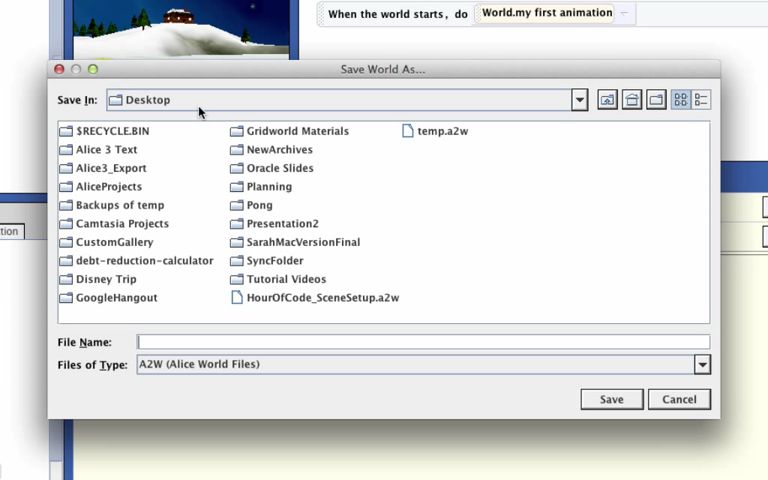 When the world starts, do World.my first animation
Save World As...
Save In: Desktop
$RECYCLE.BIN
Alice 3 Text
Alice3_Export
AliceProjects
Backups of temp
Camtasia Projects
CustomGallery
debt-reduction-calculator
Disney Trip
GoogleHangout
Gridworld Materials
NewArchives
Oracle Slides
Planning
Pong
Presentation2
SarahMacVersionFinal
SyncFolder
Tutorial Videos
HourOfCode_SceneSetup.a2w
temp.a2w
tion
File Name:
Files of Type: A2W (Alice World Files)
Save Cancel